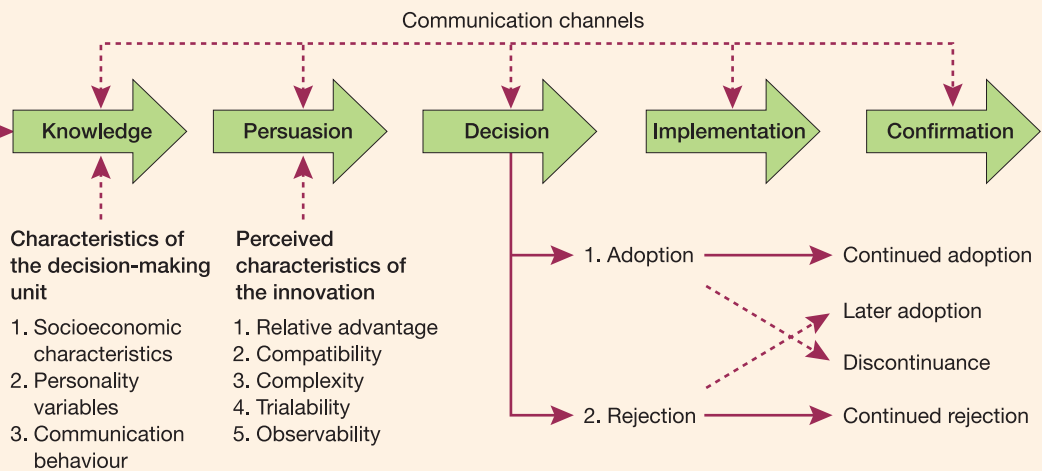 Communication channels
Knowledge
Persuasion
Decision
Implementation
Confirmation
Characteristics of
the decision-making
unit
1. Socioeconomic
characteristics
2. Personality
variables
3. Communication
behaviour
Perceived
characteristics of
the innovation
1. Relative advantage
2. Compatibility
3. Complexity
4. Trialability
5. Observability
1. Adoption
2. Rejection
Continued adoption
Later adoption
Discontinuance
Continued rejection